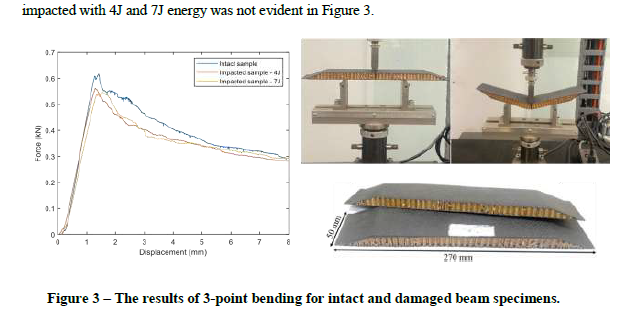 impacted with 4J and 7J energy was not evident in Figure 3.
0.7
Intact sample
Impacted sample - 4J
Impacted sample - 7J
0.6
0.5
0.4
0.3
0.2
0.1
0
Force (kN)
0 1 2 3 4 5 6 7 8
Displacement (mm)
50 mm
270 mm
Figure 3 – The results of 3-point bending for intact and damaged beam specimens.